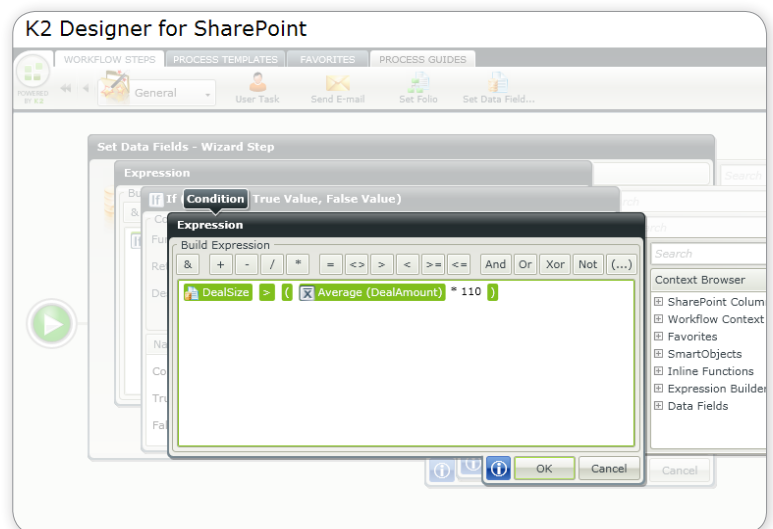 K2 Designer for SharePoint
WORKFLOW STEPS PROCESS TEMPLATES FAVORITES PROCESS GUIDES
POWERED BY K2
General User Task Send E-mail Set Folio Set Data Field...
Set Data Fields - Wizard Step
Expression
Search
If If ( Condition True Value, False Value)
Expression
Build Expression
& + - / * = <> > < >= <= And Or Xor Not (...)
Search
DealSize > ( Average (DealAmount) * 110 )
Context Browser
SharePoint Colum
Workflow Context
Favorites
SmartObjects
Inline Functions
Expression Builder
Data Fields
OK Cancel
Cancel